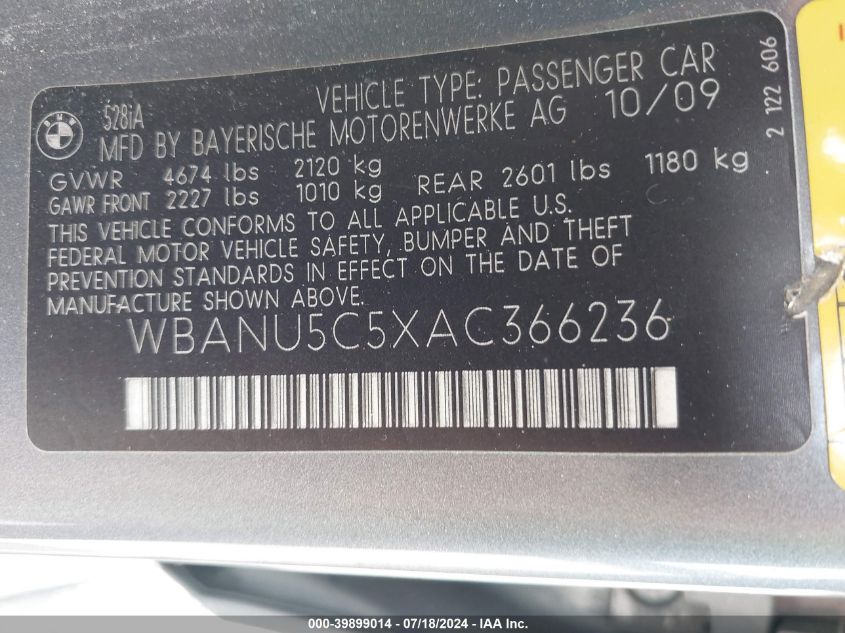 BMW
528iA
VEHICLE TYPE: PASSENGER CAR
MFD BY BAYERISCHE MOTORENWERKE AG 10/09
GVWR 4674 lbs 2120 kg
GAWR FRONT 2227 lbs 1010 kg REAR 2601 lbs 1180 kg
THIS VEHICLE CONFORMS TO ALL APPLICABLE U.S.
FEDERAL MOTOR VEHICLE SAFETY, BUMPER AND THEFT
PREVENTION STANDARDS IN EFFECT ON THE DATE OF
MANUFACTURE SHOWN ABOVE.
WBANU5C5XAC366236
2 122 606
000-39899014 / 07/18/2024 - IAAI Inc.